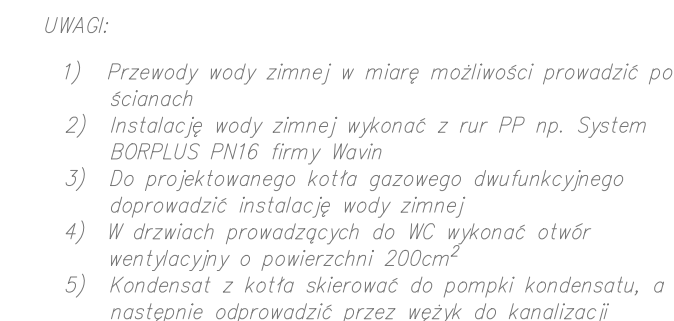 UWAGI:
1) Przewody wody zimnej w miarę możliwości prowadzić po
ścianach
2) Instalację wody zimnej wykonać z rur PP np. System
BORPLUS PN16 firmy Wavin
3) Do projektowanego kotła gazowego dwufunkcyjnego
doprowadzić instalację wody zimnej
4) W drzwiach prowadzących do WC wykonać otwór
wentylacyjny o powierzchni 200cm²
5) Kondensat z kotła skierować do pompki kondensatu, a
następnie odprowadzić przez wężyk do kanalizacji